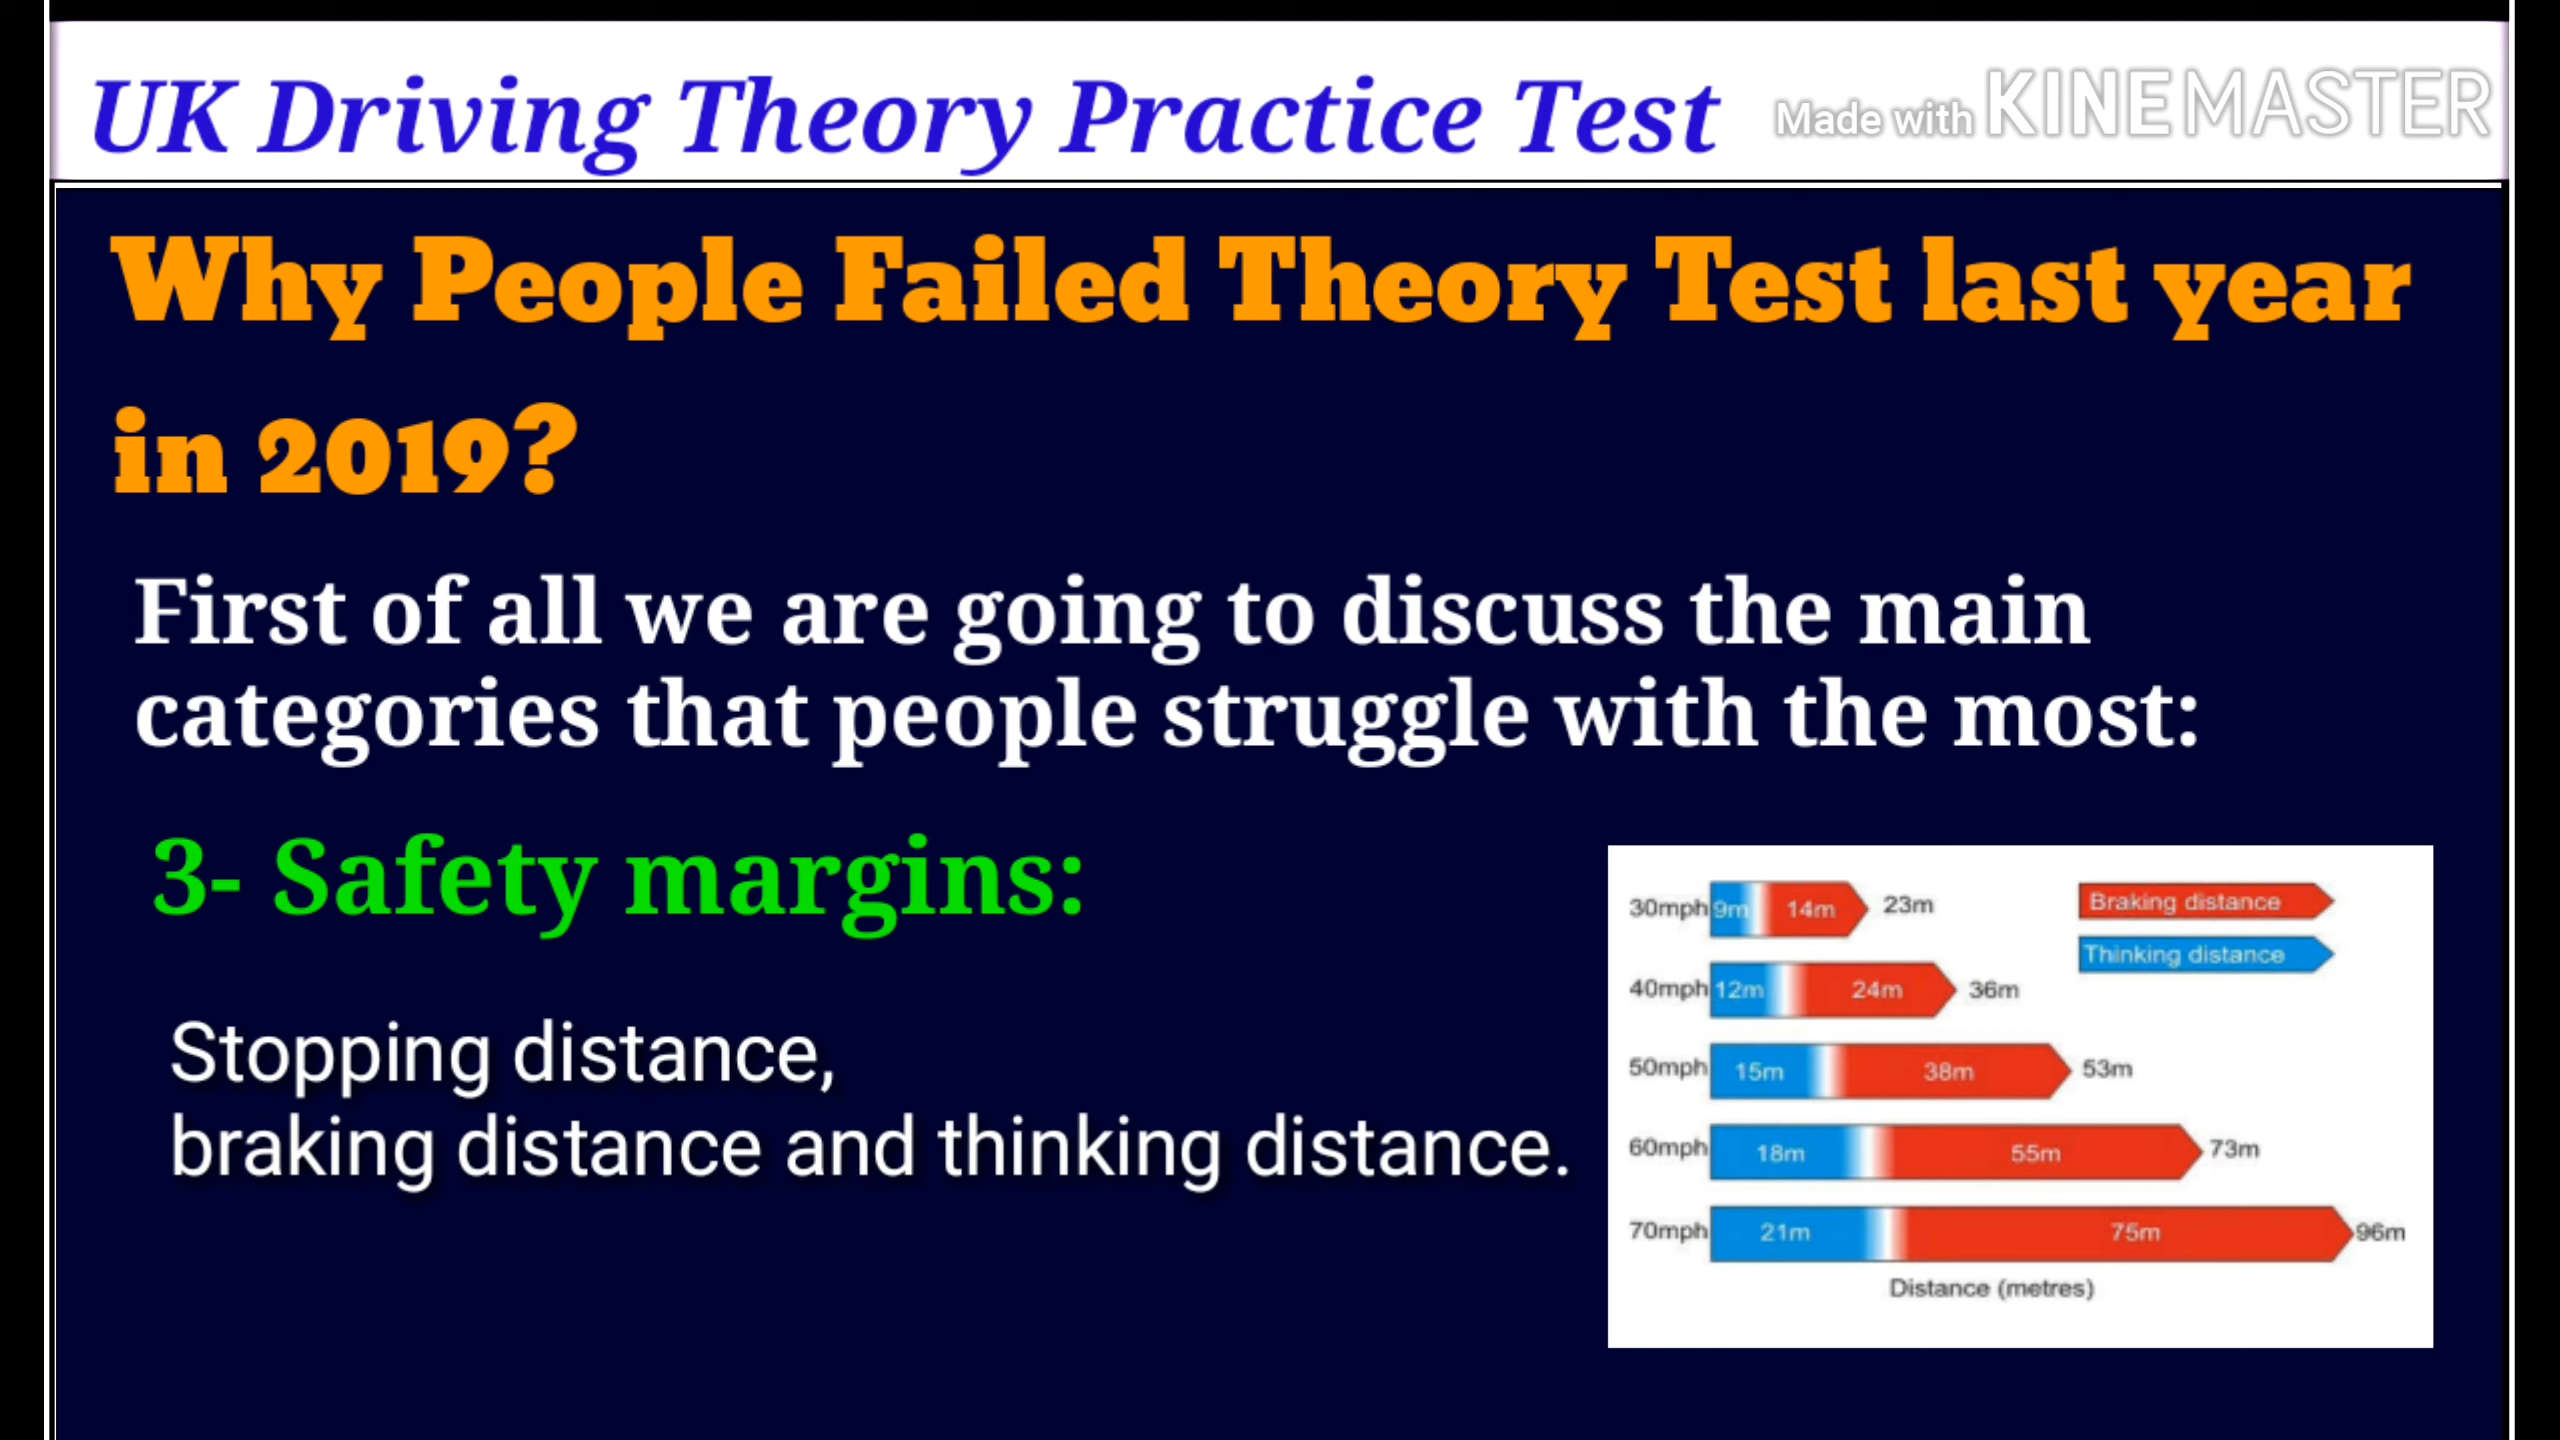 UK Driving Theory Practice Test
Made with KINEMASTER
Why People Failed Theory Test last year
in 2019?
First of all we are going to discuss the main
categories that people struggle with the most:
3- Safety margins:
Stopping distance,
braking distance and thinking distance.
30mph 9m 14m 23m
Braking distance
Thinking distance
40mph 12m 24m 36m
50mph 15m 38m 53m
60mph 18m 55m 73m
70mph 21m 75m 96m
Distance (metres)